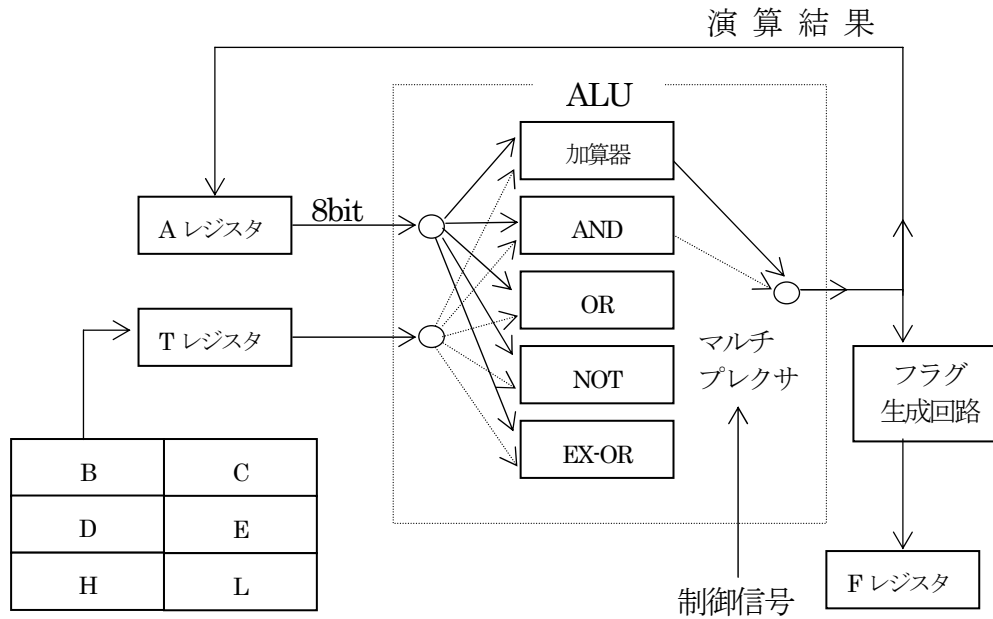 演 算 結 果
ALU
加算器
8bit
A レジスタ
AND
OR
T レジスタ
マルチ
プレクサ
NOT
フラグ
生成回路
EX-OR
B
C
D
E
H
L
F レジスタ
制御信号